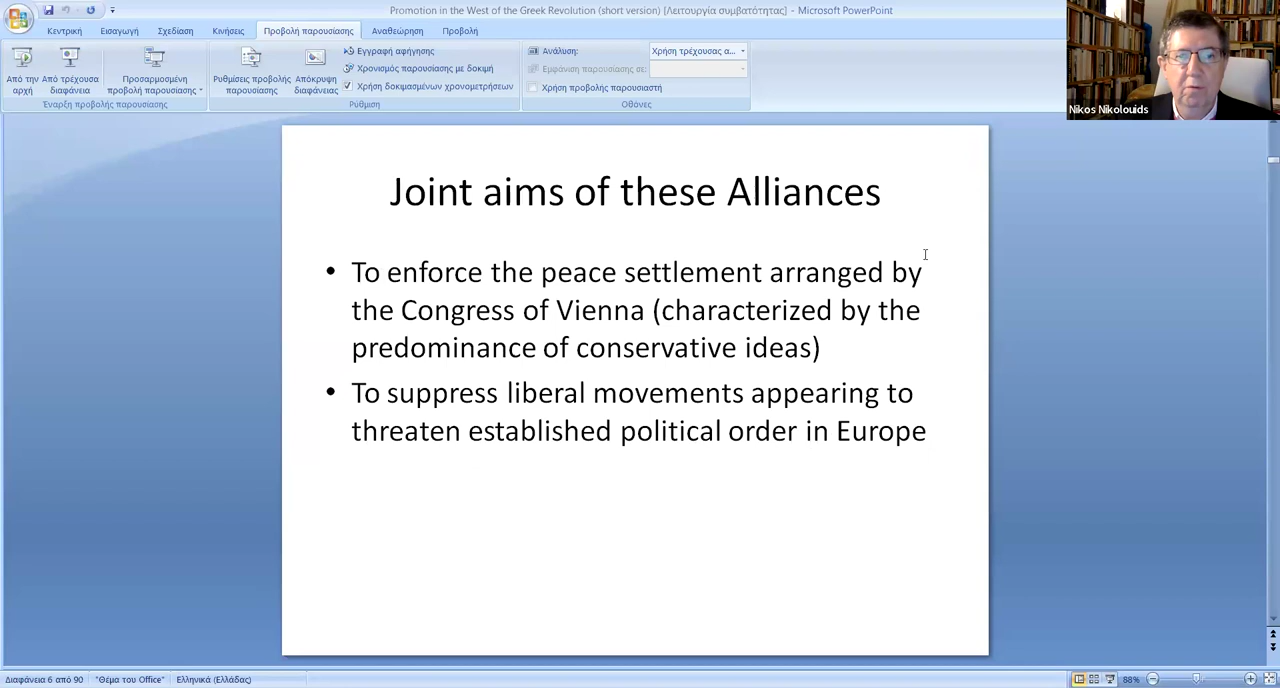 Promotion in the West of the Greek Revolution (short version) [Λειτουργία συμβατότητας] - Microsoft PowerPoint
Κεντρική Εισαγωγή Σχεδίαση Κινήσεις Προβολή παρουσίασης Αναθεώρηση Προβολή
Από την αρχή
Από τρέχουσα διαφάνεια
Προσαρμοσμένη προβολή παρουσίασης
Έναρξη προβολής παρουσίασης
Ρυθμίσεις προβολής παρουσίασης
Απόκρυψη διαφάνειας
Εγγραφή αφήγησης
Χρονισμός παρουσίασης με δοκιμή
Χρήση δοκιμασμένων χρονομετρήσεων
Ρύθμιση
Ανάλυση: Χρήση τρέχουσας α...
Εμφάνιση παρουσίασης σε:
Χρήση προβολής παρουσιαστή
Οθόνες
Nikos Nikolouids
Joint aims of these Alliances
• To enforce the peace settlement arranged by
the Congress of Vienna (characterized by the
predominance of conservative ideas)
• To suppress liberal movements appearing to
threaten established political order in Europe
Διαφάνεια 6 από 90 "Θέμα του Office" Ελληνικά (Ελλάδας) 88%